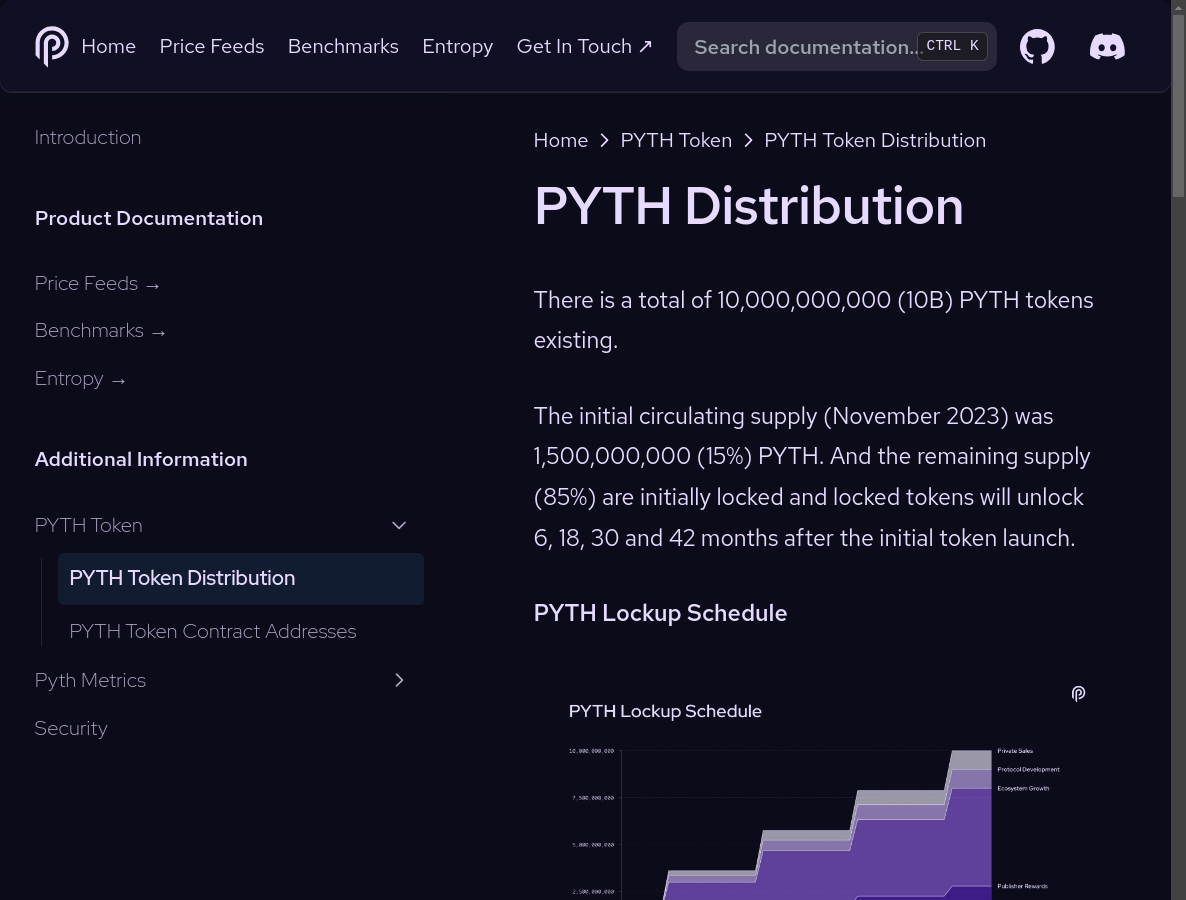 Home
Price Feeds
Benchmarks
Entropy
Get In Touch ↗
Search documentation...
CTRL K
Introduction
Product Documentation
Price Feeds →
Benchmarks →
Entropy →
Additional Information
PYTH Token
PYTH Token Distribution
PYTH Token Contract Addresses
Pyth Metrics
Security
Home > PYTH Token > PYTH Token Distribution
PYTH Distribution
There is a total of 10,000,000,000 (10B) PYTH tokens
existing.
The initial circulating supply (November 2023) was
1,500,000,000 (15%) PYTH. And the remaining supply
(85%) are initially locked and locked tokens will unlock
6, 18, 30 and 42 months after the initial token launch.
PYTH Lockup Schedule
PYTH Lockup Schedule
10,000,000,000
7,500,000,000
5,000,000,000
2,500,000,000
Private Sales
Protocol Development
Ecosystem Growth
Publisher Rewards